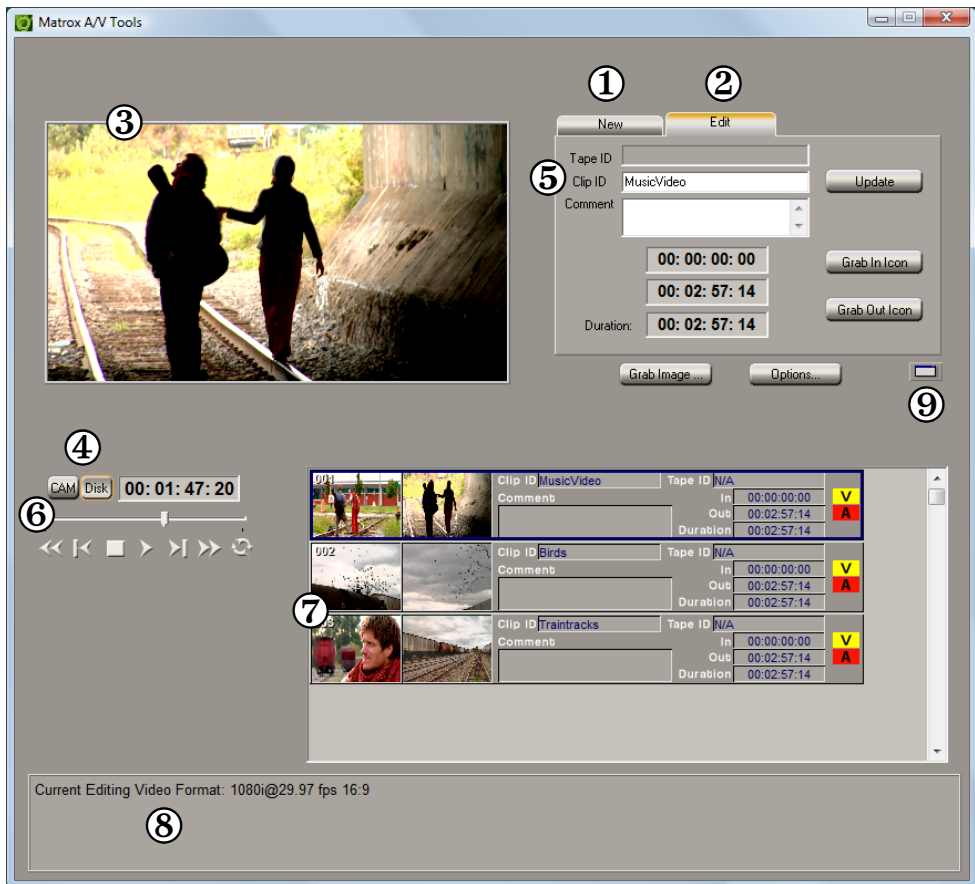 Matrox A/V Tools
1
2
3
New
Edit
Tape ID
5
Clip ID MusicVideo
Update
Comment
00: 00: 00: 00
Grab In Icon
00: 02: 57: 14
Grab Out Icon
Duration: 00: 02: 57: 14
Grab Image ...
Options...
9
4
CAM Disk 00: 01: 47: 20
6
001
Clip ID MusicVideo Tape ID N/A
Comment In 00:00:00:00 V
Out 00:02:57:14 A
Duration 00:02:57:14
002
Clip ID Birds Tape ID N/A
Comment In 00:00:00:00 V
Out 00:02:57:14 A
Duration 00:02:57:14
7
Clip ID Traintracks Tape ID N/A
Comment In 00:00:00:00 V
Out 00:02:57:14 A
Duration 00:02:57:14
Current Editing Video Format: 1080i@29.97 fps 16:9
8